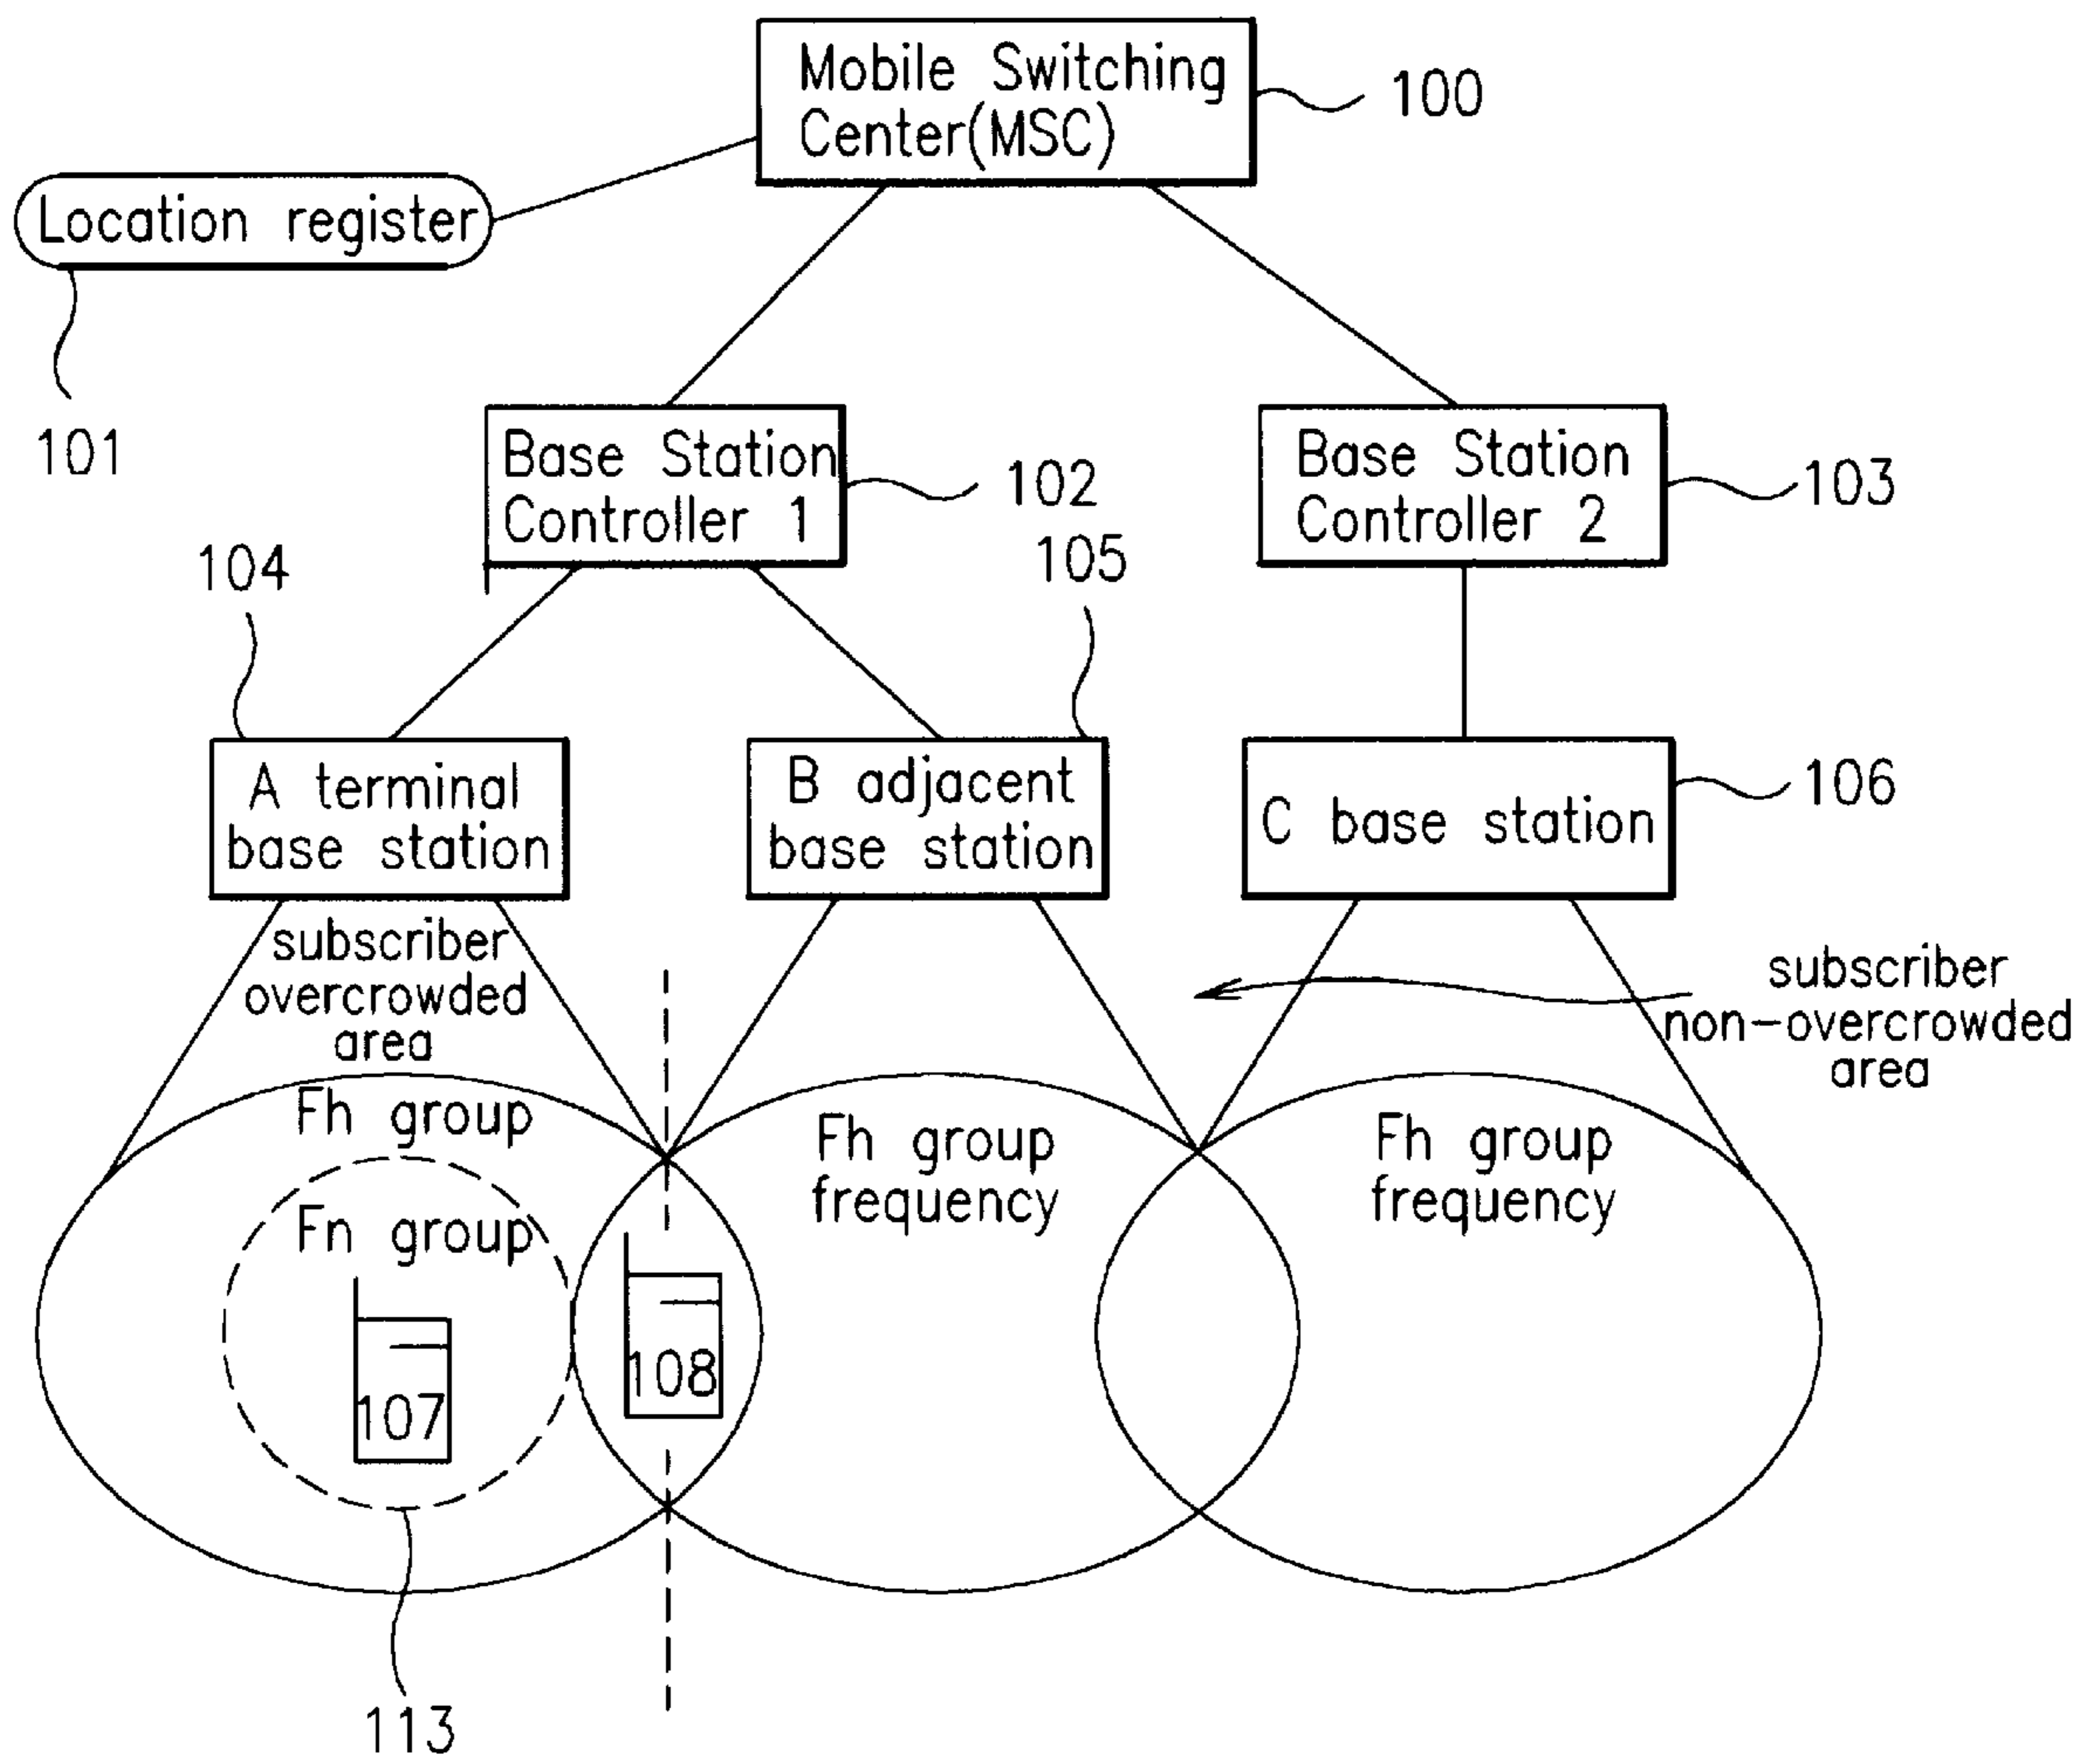 Mobile Switching
Center(MSC)
100
Location register
101
Base Station
Controller 1
102
Base Station
Controller 2
103
104
105
A terminal
base station
B adjacent
base station
C base station
106
subscriber
overcrowded
area
subscriber
non-overcrowded
area
Fh group
Fn group
Fh group
frequency
Fh group
frequency
107
108
113